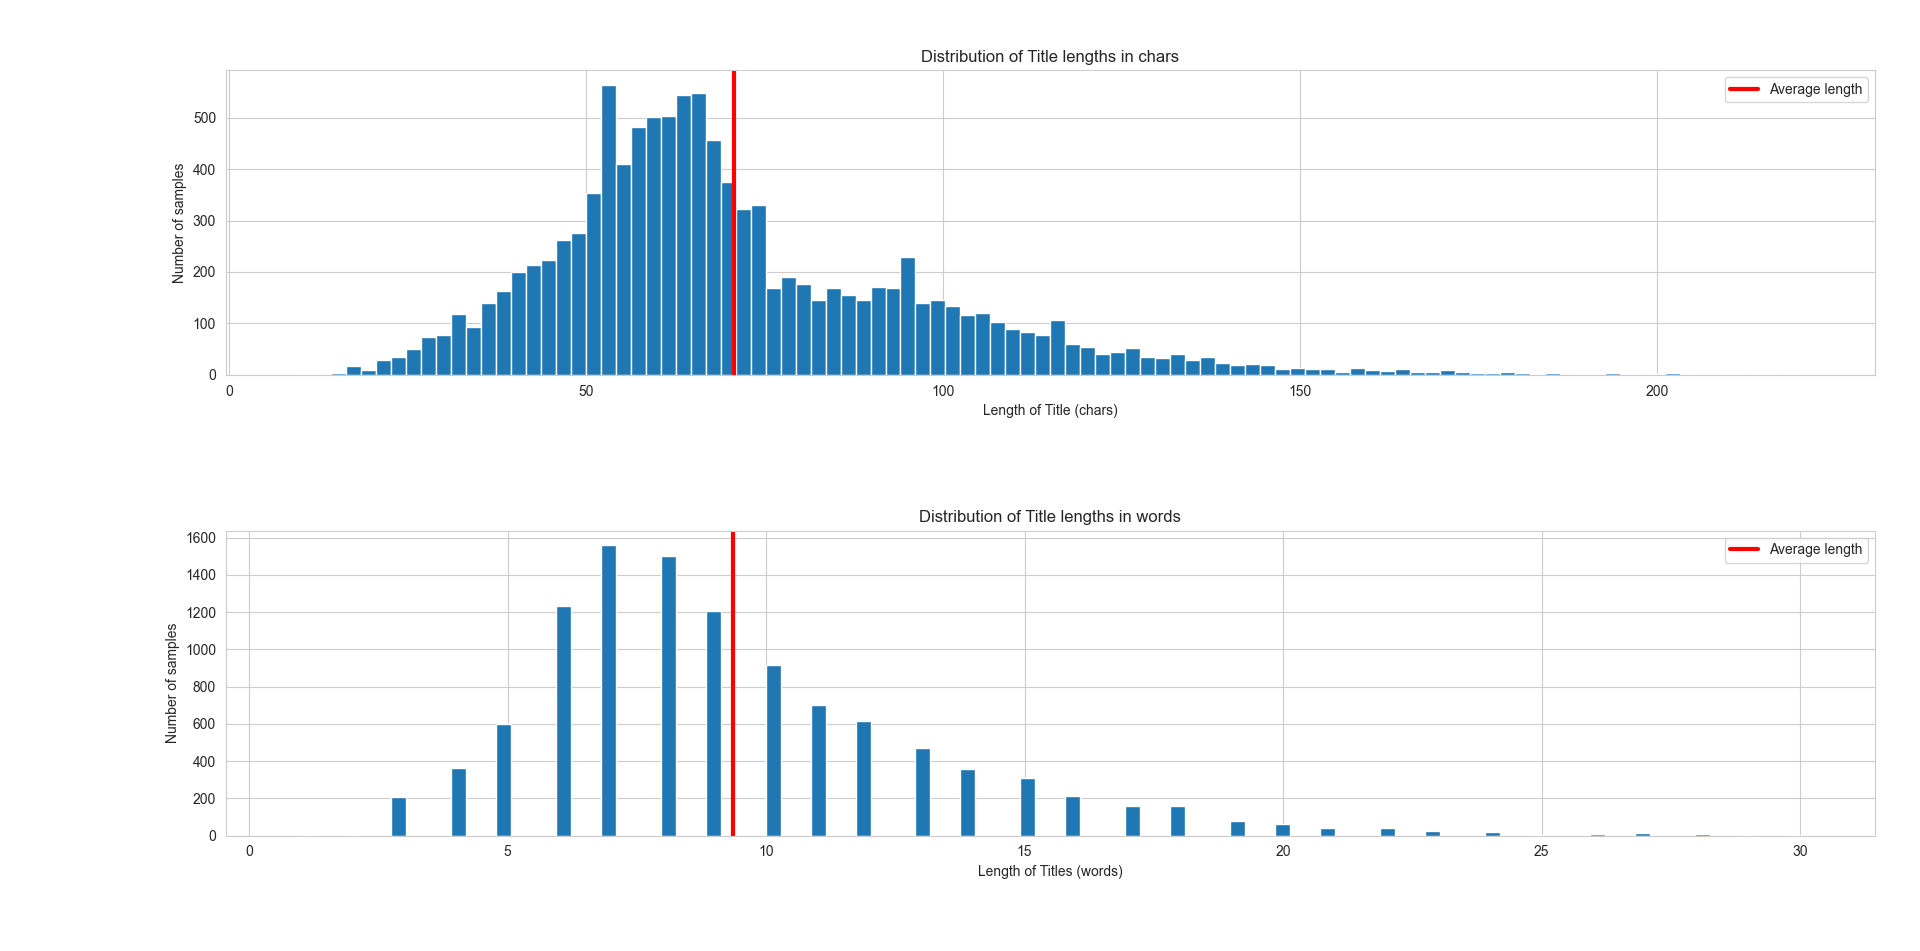 Distribution of Title lengths in chars
Average length
Number of samples
500
400
300
200
100
0
0 50 100 150 200
Length of Title (chars)
Distribution of Title lengths in words
Average length
Number of samples
1600
1400
1200
1000
800
600
400
200
0
0 5 10 15 20 25 30
Length of Titles (words)